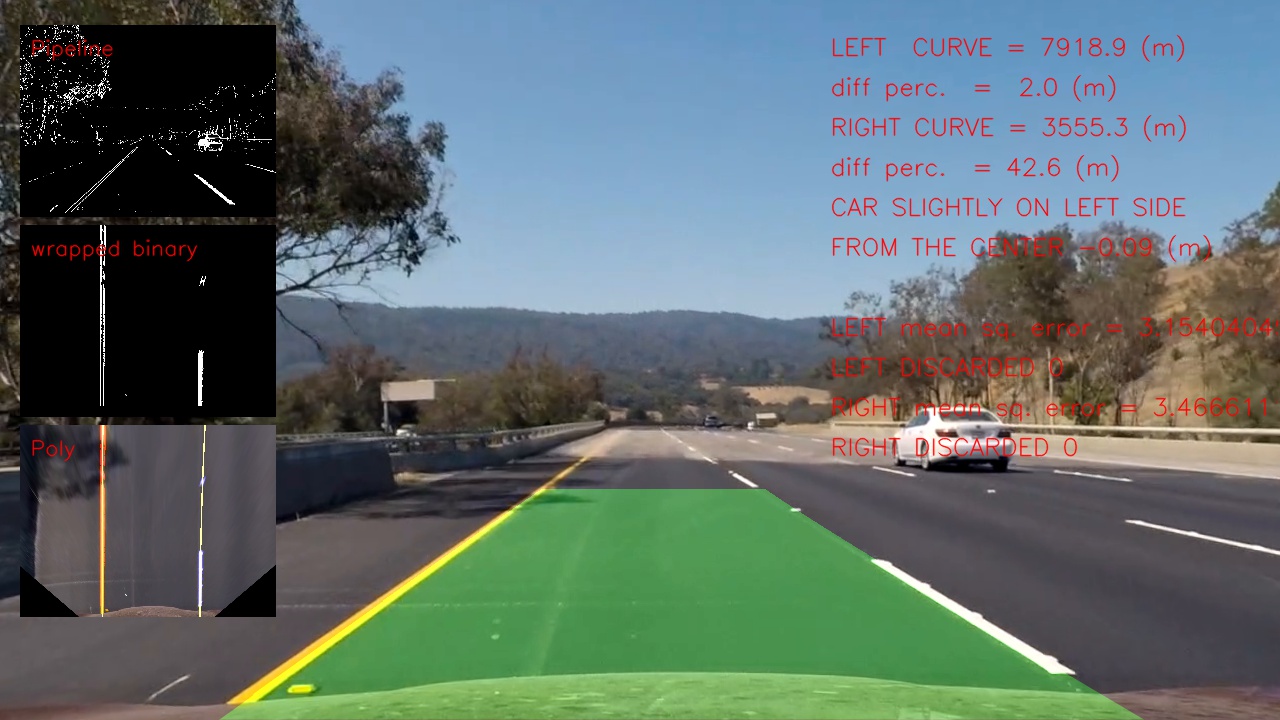 Pipeline
wrapped binary
Poly
LEFT CURVE = 7918.9 (m)
diff perc. = 2.0 (m)
RIGHT CURVE = 3555.3 (m)
diff perc. = 42.6 (m)
CAR SLIGHTLY ON LEFT SIDE
FROM THE CENTER -0.09 (m)
LEFT mean sq. error = 3.1540404
LEFT DISCARDED 0
RIGHT mean sq. error = 3.466611
RIGHT DISCARDED 0